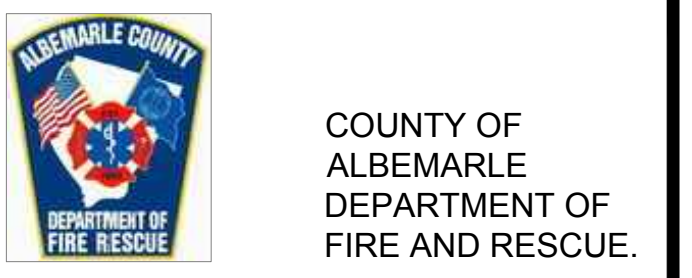 ALBEMARLE COUNTY
DEPARTMENT OF
FIRE RESCUE
COUNTY OF
ALBEMARLE
DEPARTMENT OF
FIRE AND RESCUE.